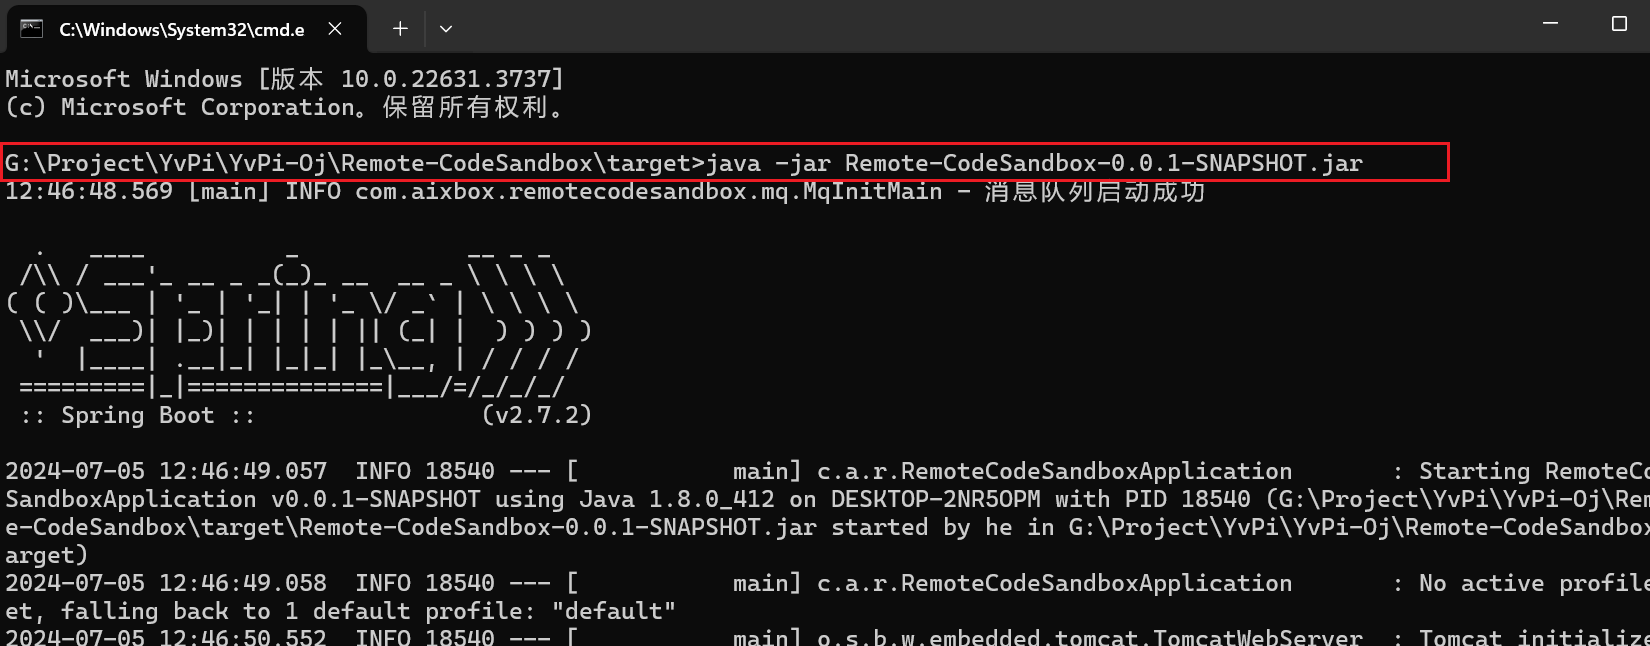 C:\Windows\System32\cmd.e
Microsoft Windows [版本 10.0.22631.3737]
(c) Microsoft Corporation。保留所有权利。
G:\Project\YvPi\YvPi-Oj\Remote-CodeSandbox\target>java -jar Remote-CodeSandbox-0.0.1-SNAPSHOT.jar
12:46:48.569 [main] INFO com.aixbox.remotecodesandbox.mq.MqInitMain - 消息队列启动成功
  .   ____          _            __ _ _
 /\\ / ___'_ __ _ _(_)_ __  __ _ \ \ \ \
( ( )\___ | '_ | '_| | '_ \/ _` | \ \ \ \
 \\/  ___)| |_)| | | | | || (_| |  ) ) ) )
  '  |____| .__|_| |_|_| |_\__, | / / / /
 =========|_|==============|___/=/_/_/_/
 :: Spring Boot ::                (v2.7.2)
2024-07-05 12:46:49.057  INFO 18540 --- [           main] c.a.r.RemoteCodeSandboxApplication       : Starting RemoteCo
SandboxApplication v0.0.1-SNAPSHOT using Java 1.8.0_412 on DESKTOP-2NR5OPM with PID 18540 (G:\Project\YvPi\YvPi-Oj\Rem
e-CodeSandbox\target\Remote-CodeSandbox-0.0.1-SNAPSHOT.jar started by he in G:\Project\YvPi\YvPi-Oj\Remote-CodeSandbox
arget)
2024-07-05 12:46:49.058  INFO 18540 --- [           main] c.a.r.RemoteCodeSandboxApplication       : No active profile
et, falling back to 1 default profile: "default"
2024-07-05 12:46:50.552  INFO 18540 --- [           main] o.s.b.w.embedded.tomcat.TomcatWebServer  : Tomcat initialize